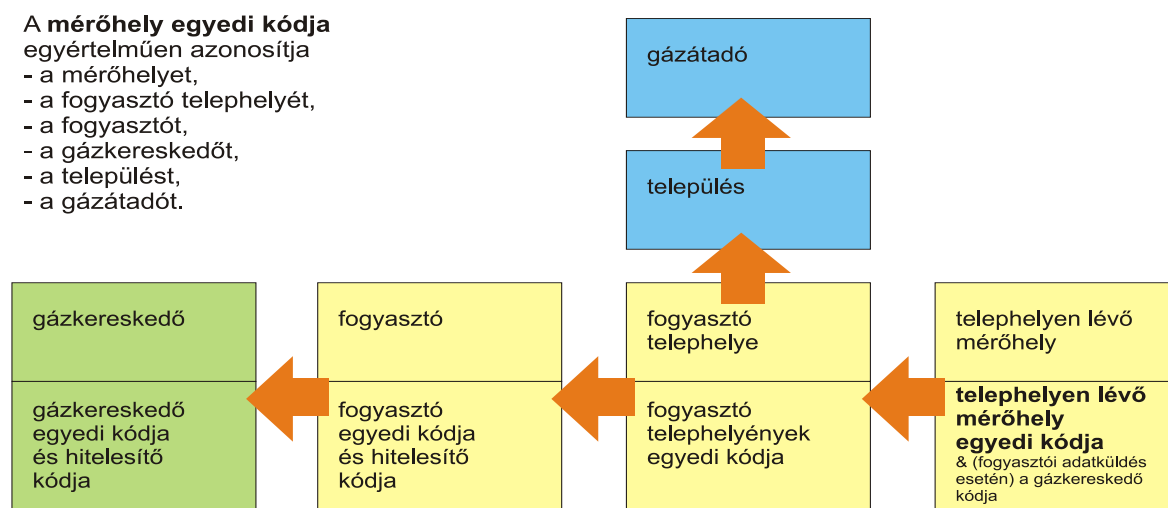 A mérőhely egyedi kódja
egyértelműen azonosítja
- a mérőhelyet,
- a fogyasztó telephelyét,
- a fogyasztót,
- a gázkereskedőt,
- a települést,
- a gázátadót.
gázátadó
település
gázkereskedő
fogyasztó
fogyasztó
telephelye
telephelyen lévő
mérőhely
gázkereskedő
egyedi kódja
és hitelesítő
kódja
fogyasztó
egyedi kódja
és hitelesítő
kódja
fogyasztó
telephelyények
egyedi kódja
telephelyen lévő
mérőhely
egyedi kódja
& (fogyasztói adatküldés
esetén) a gázkereskedő
kódja